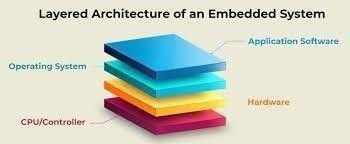 Layered Architecture of an Embedded System
Application Software
Operating System
Hardware
CPU/Controller